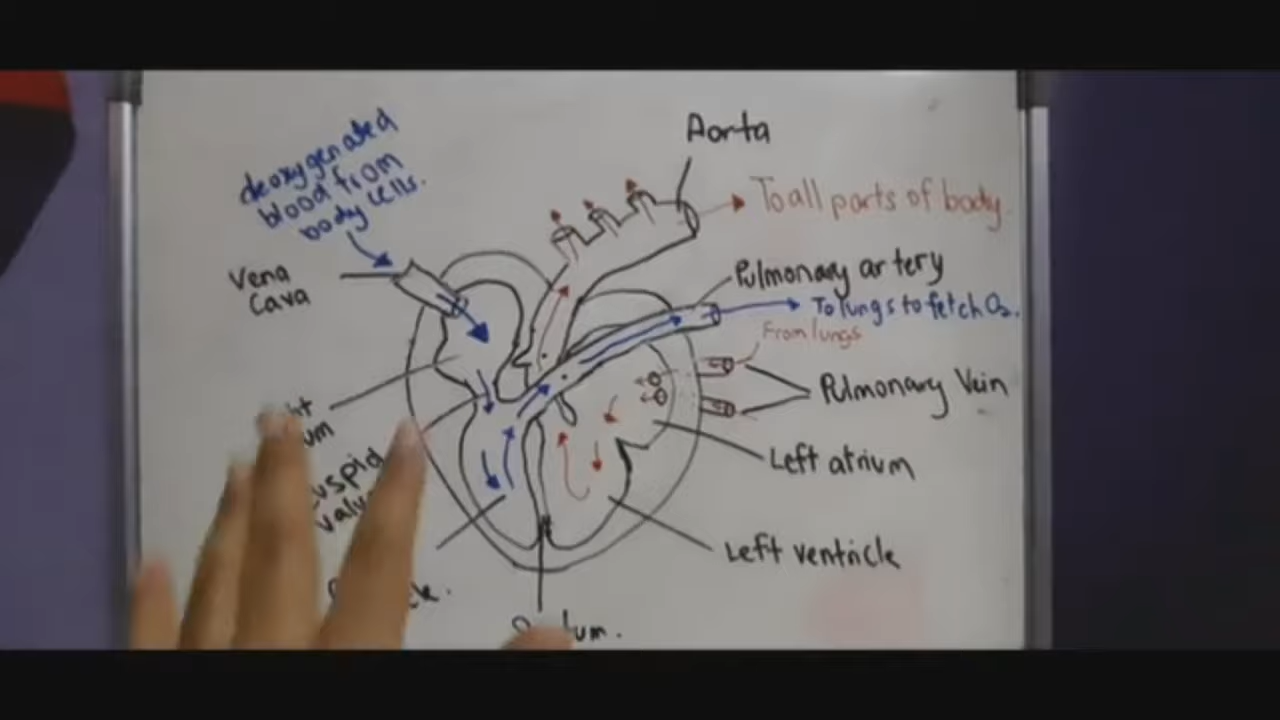 deoxygenated
blood from
body cells.
Vena
Cava
Aorta
To all parts of body.
Pulmonary artery
To lungs to fetch O₂.
From lungs
Pulmonary Vein
Left atrium
Left ventricle